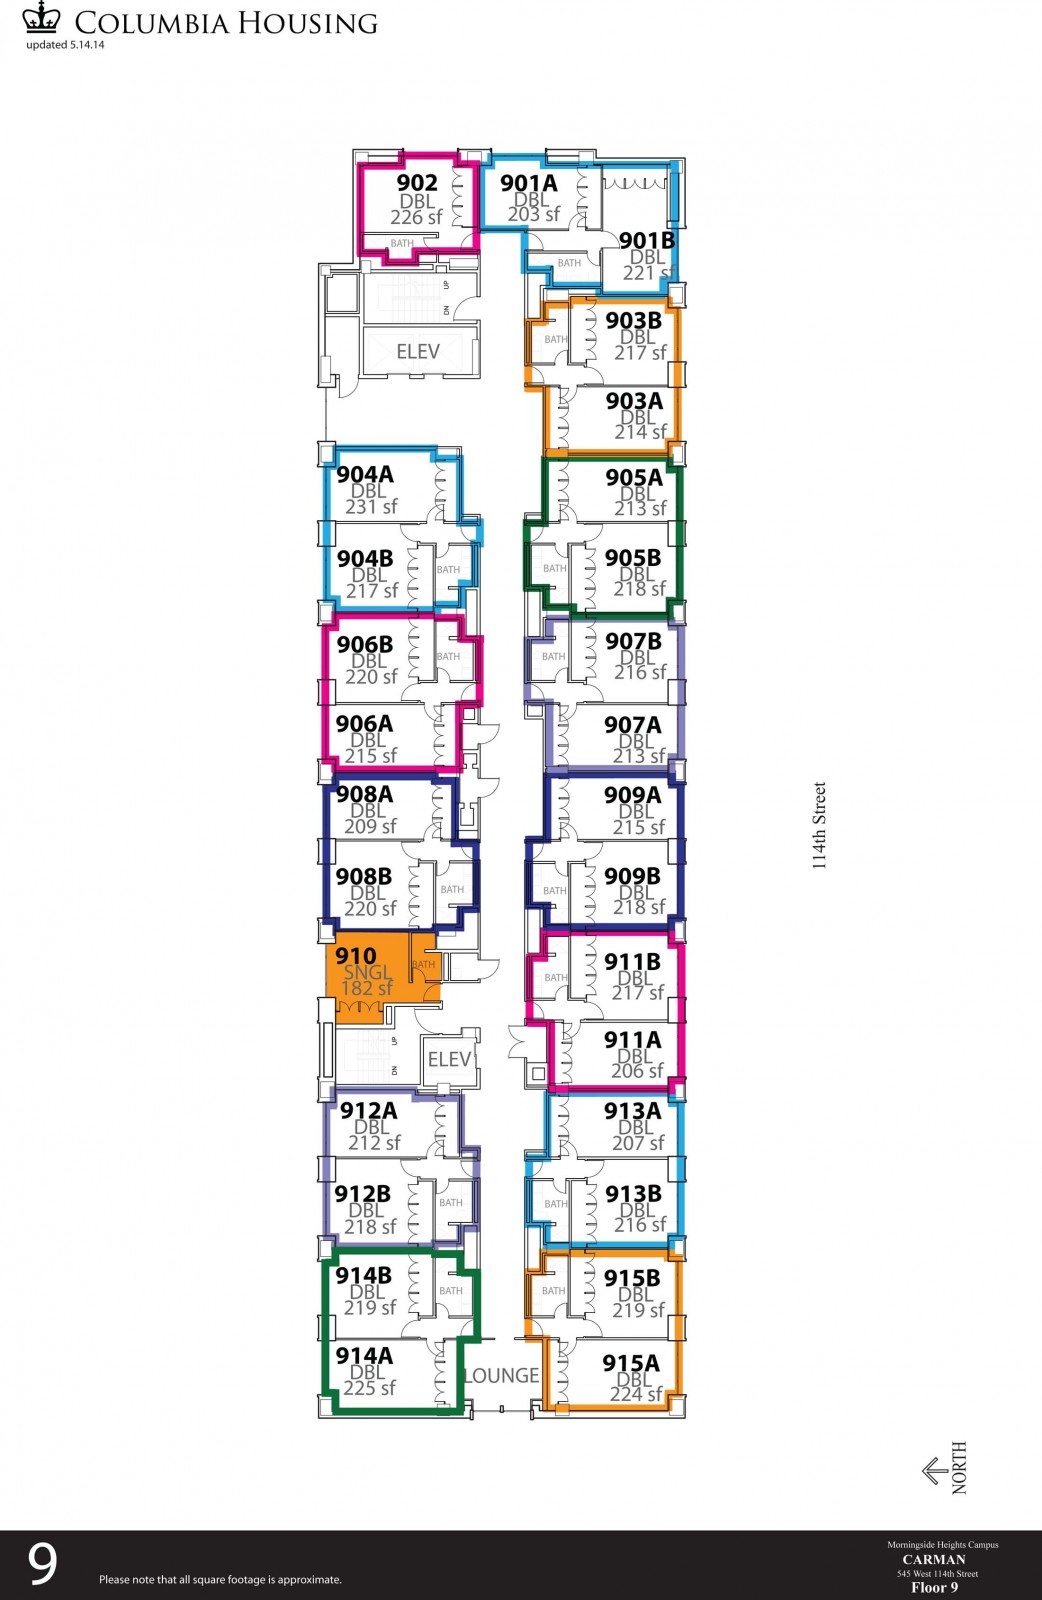 COLUMBIA HOUSING
updated 5.14.14
902
DBL
226 sf
BATH
901A
DBL
203 sf
901B
DBL
221 sf
BATH
UP
DN
ELEV
903B
DBL
217 sf
BATH
903A
DBL
214 sf
904A
DBL
231 sf
904B
DBL
217 sf
BATH
905A
DBL
213 sf
905B
DBL
218 sf
BATH
906B
DBL
220 sf
BATH
906A
DBL
215 sf
907B
DBL
216 sf
BATH
907A
DBL
213 sf
908A
DBL
209 sf
908B
DBL
220 sf
BATH
909A
DBL
215 sf
909B
DBL
218 sf
BATH
114th Street
910
SNGL
182 sf
BATH
911B
DBL
217 sf
BATH
911A
DBL
206 sf
UP
DN
ELEV
912A
DBL
212 sf
912B
DBL
218 sf
BATH
913A
DBL
207 sf
913B
DBL
216 sf
BATH
914B
DBL
219 sf
BATH
914A
DBL
225 sf
LOUNGE
915B
DBL
219 sf
BATH
915A
DBL
224 sf
NORTH
9
Please note that all square footage is approximate.
Morningside Heights Campus
CARMAN
545 West 114th Street
Floor 9